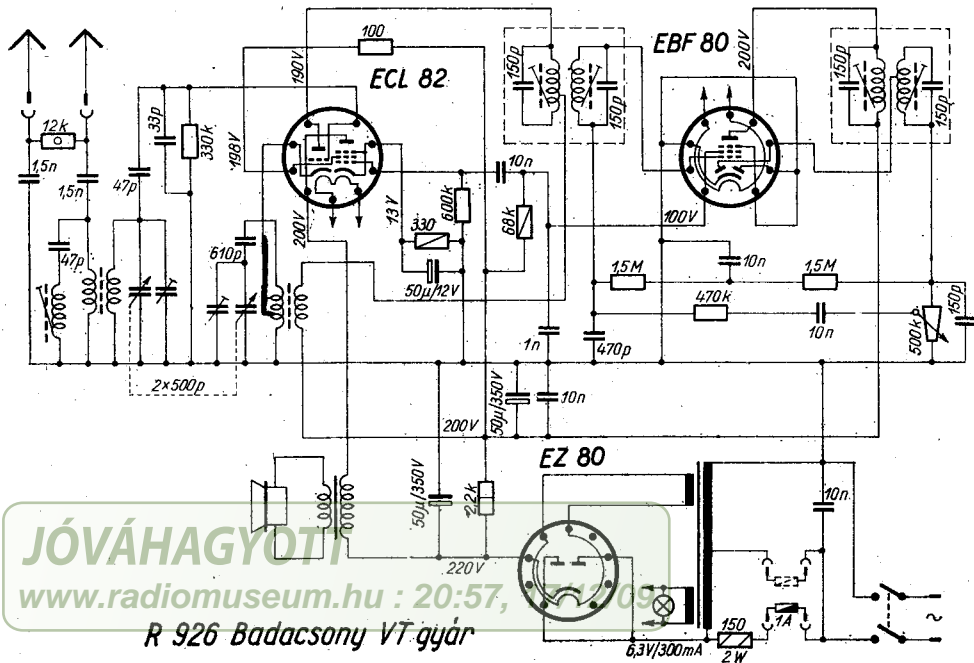 100
190V
ECL 82
150p
150p
EBF 80
200V
150p
150p
12k
1,5n
1,5n
33p
330k
47p
198V
200V
13V
600k
10n
68k
100V
47p
610p
330
50μ/12V
10n
1,5M
1,5M
470k
10n
500k
150p
1n
470p
2×500p
200V
50μ/350V
10n
EZ 80
50μ/350V
2,2k
10n
220V
JÓVÁHAGYOTT
www.radiomuseum.hu : 20:57,
R 926 Badacsony VT gyár
6,3V/300mA
150
2W
1A
~